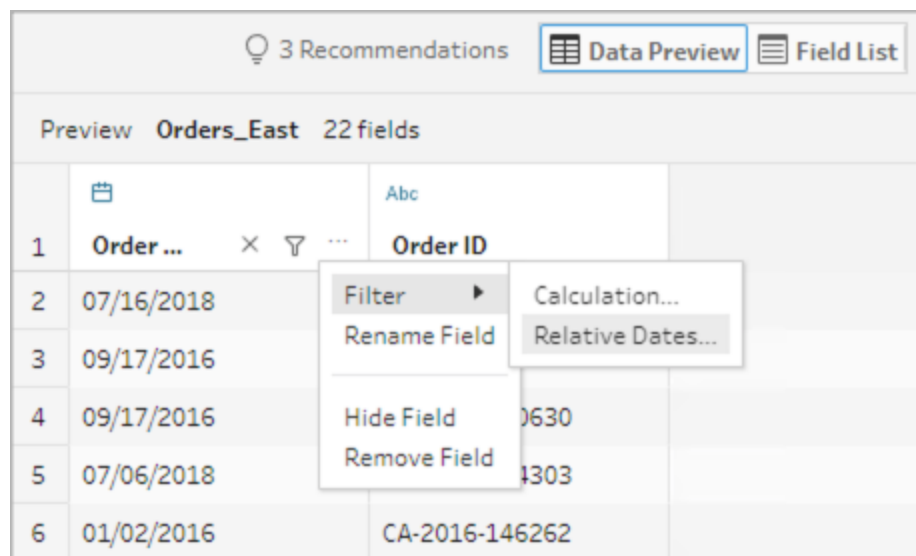 3 Recommendations Data Preview Field List
Preview Orders_East 22 fields
Abc
1 Order ... Order ID
2 07/16/2018
3 09/17/2016
4 09/17/2016 0630
5 07/06/2018 4303
6 01/02/2016 CA-2016-146262
Filter
Rename Field
Hide Field
Remove Field
Calculation...
Relative Dates...